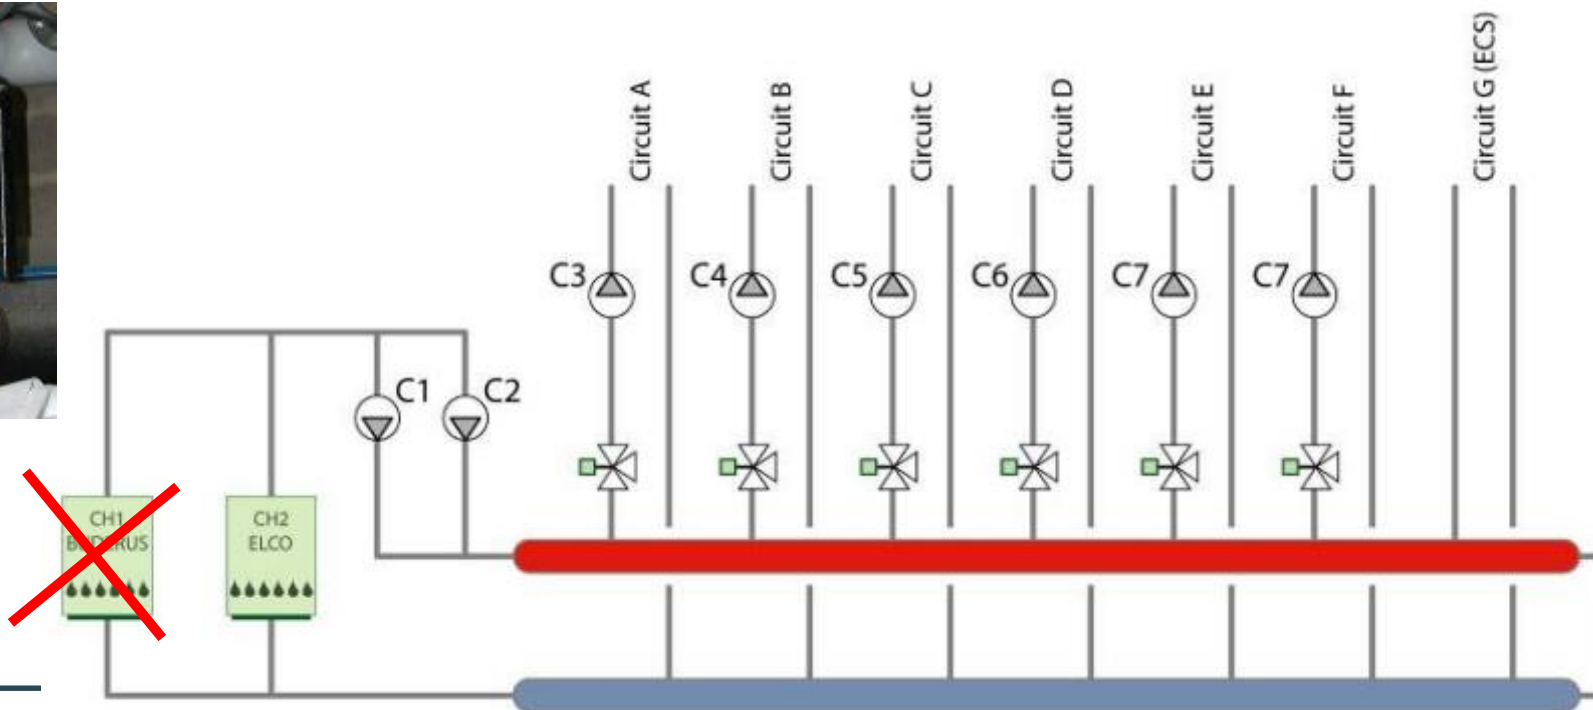 Circuit A
Circuit B
Circuit C
Circuit D
Circuit E
Circuit F
Circuit G (ECS)
C3
C4
C5
C6
C7
C7
C1
C2
CH1
BUDERUS
CH2
ELCO